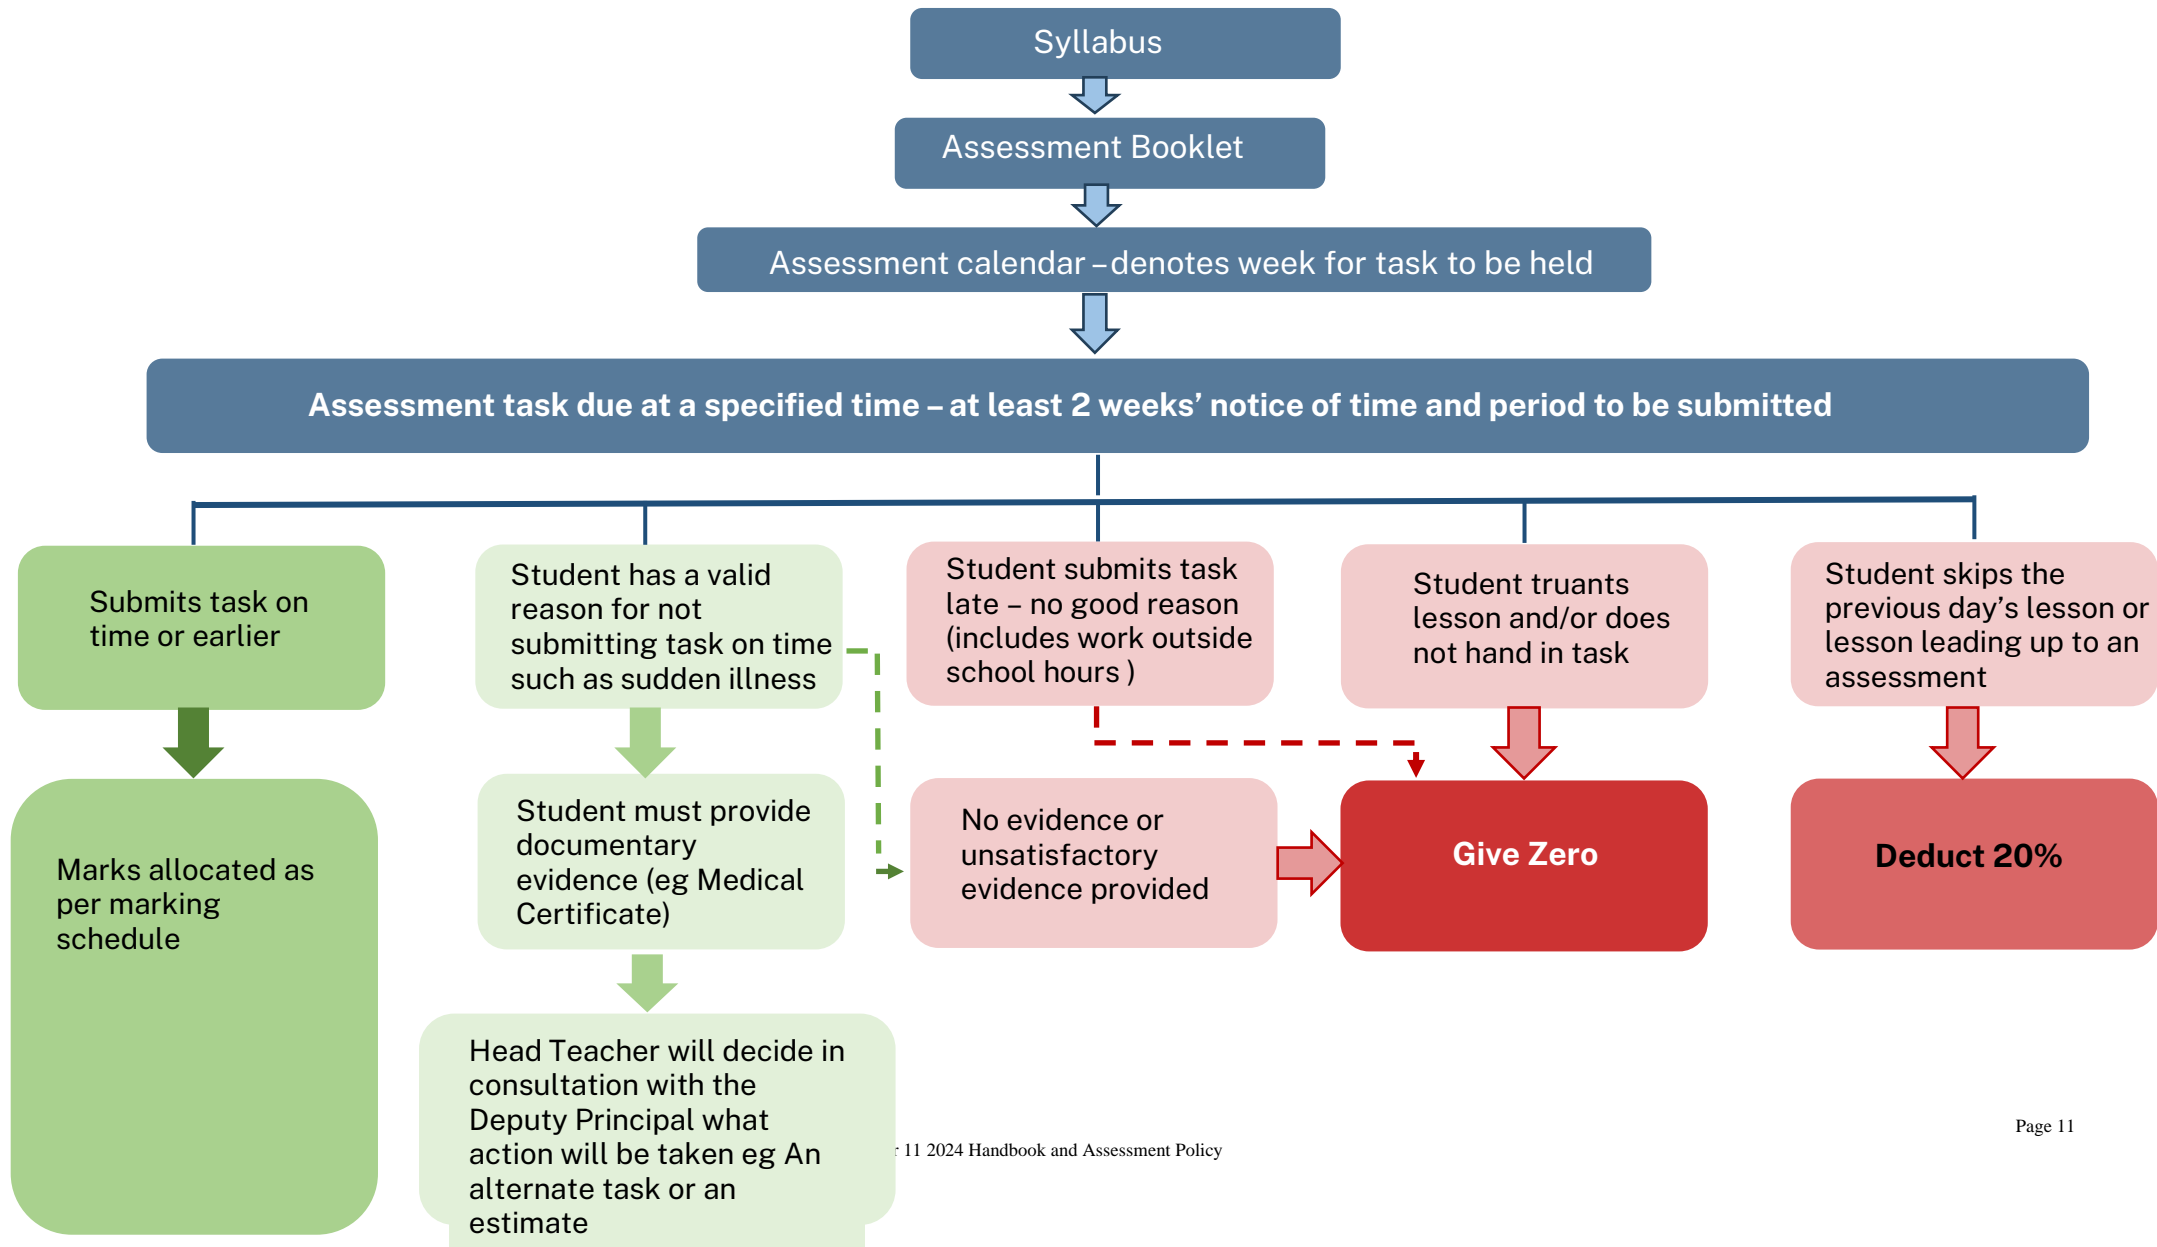 Syllabus
Assessment Booklet
Assessment calendar – denotes week for task to be held
Assessment task due at a specified time – at least 2 weeks’ notice of time and period to be submitted
Submits task on
time or earlier
Student has a valid
reason for not
submitting task on time
such as sudden illness
Student submits task
late – no good reason
(includes work outside
school hours )
Student truants
lesson and/or does
not hand in task
Student skips the
previous day’s lesson or
lesson leading up to an
assessment
Marks allocated as
per marking
schedule
Student must provide
documentary
evidence (eg Medical
Certificate)
No evidence or
unsatisfactory
evidence provided
Give Zero
Deduct 20%
Head Teacher will decide in
consultation with the
Deputy Principal what
action will be taken eg An
alternate task or an
estimate
Page 11
11 2024 Handbook and Assessment Policy